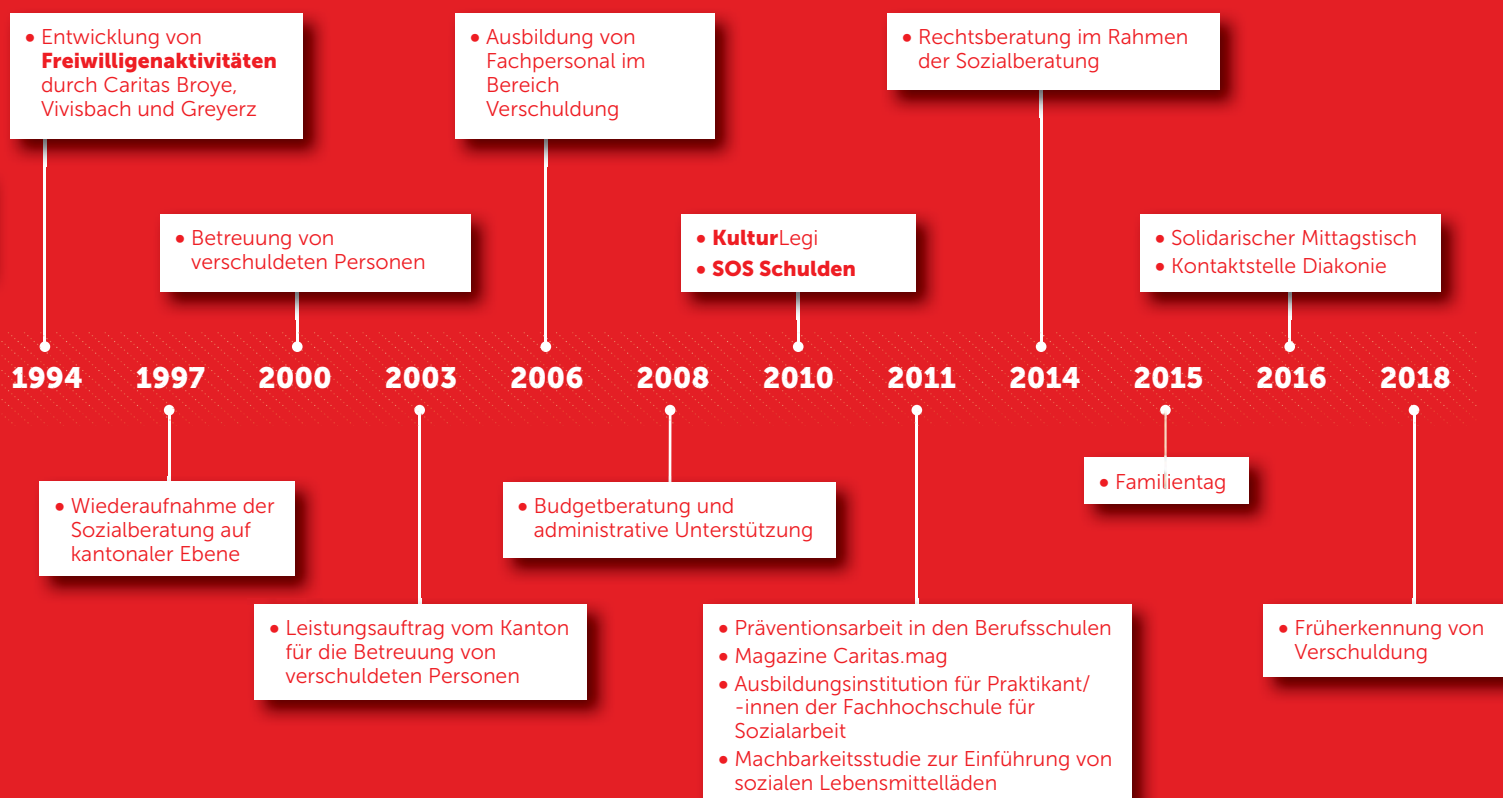 • Entwicklung von
Freiwilligenaktivitäten
durch Caritas Broye,
Vivisbach und Greyerz
• Ausbildung von
Fachpersonal im
Bereich
Verschuldung
• Rechtsberatung im Rahmen
der Sozialberatung
• Betreuung von
verschuldeten Personen
• KulturLegi
• SOS Schulden
• Solidarischer Mittagstisch
• Kontaktstelle Diakonie
1994 1997 2000 2003 2006 2008 2010 2011 2014 2015 2016 2018
• Wiederaufnahme der
Sozialberatung auf
kantonaler Ebene
• Budgetberatung und
administrative Unterstützung
• Familientag
• Leistungsauftrag vom Kanton
für die Betreuung von
verschuldeten Personen
• Präventionsarbeit in den Berufsschulen
• Magazine Caritas.mag
• Ausbildungsinstitution für Praktikant/
-innen der Fachhochschule für
Sozialarbeit
• Machbarkeitsstudie zur Einführung von
sozialen Lebensmittelläden
• Früherkennung von
Verschuldung